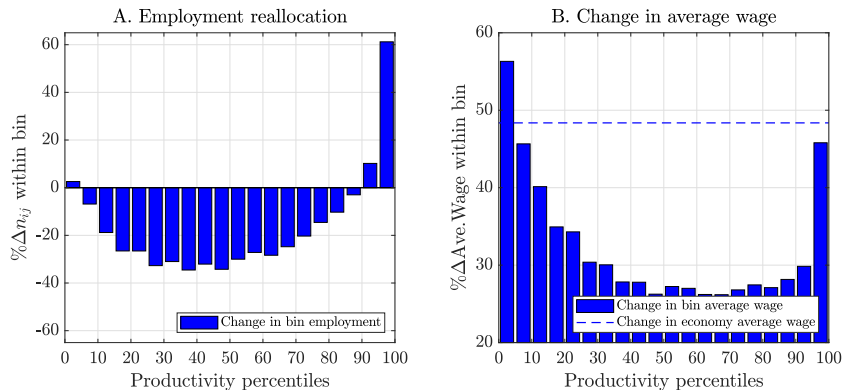 A. Employment reallocation
%Δn_ij within bin
60
40
20
0
-20
-40
-60
Change in bin employment
0 10 20 30 40 50 60 70 80 90 100
Productivity percentiles
B. Change in average wage
%ΔAve.Wage within bin
60
50
40
30
20
Change in bin average wage
Change in economy average wage
0 10 20 30 40 50 60 70 80 90 100
Productivity percentiles